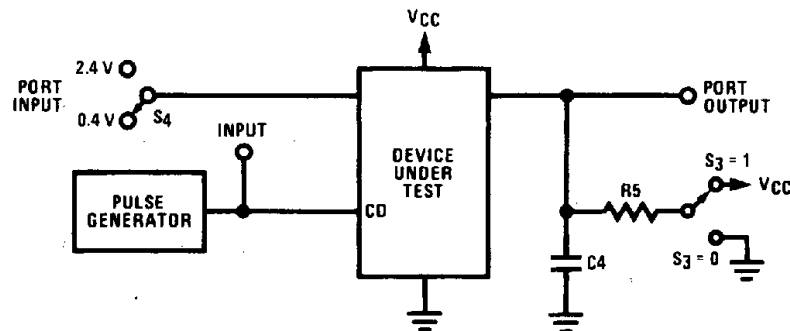 VCC
2.4 V
PORT INPUT
0.4 V
S4
INPUT
PULSE GENERATOR
CD
DEVICE UNDER TEST
PORT OUTPUT
R5
S3 = 1
VCC
C4
S3 = 0